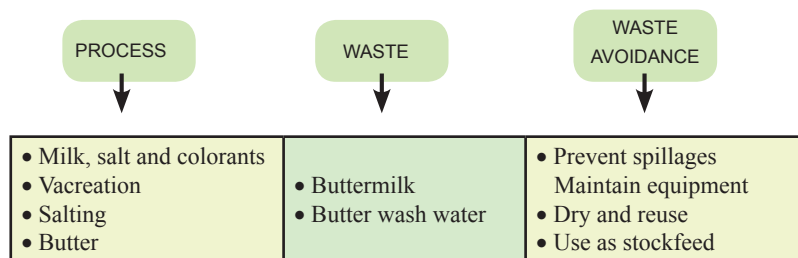 PROCESS
WASTE
WASTE
AVOIDANCE
• Milk, salt and colorants
• Vacreation
• Salting
• Butter
• Buttermilk
• Butter wash water
• Prevent spillages
Maintain equipment
• Dry and reuse
• Use as stockfeed